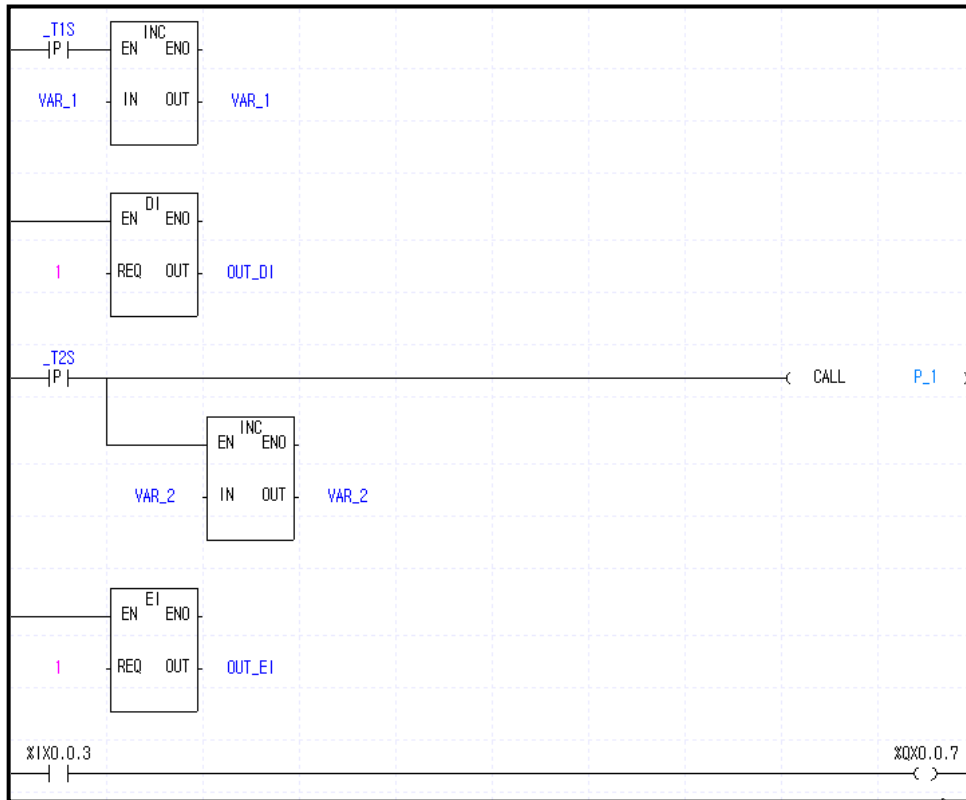 _T1S
P
INC
EN ENO
VAR_1 IN OUT VAR_1
DI
EN ENO
1 REQ OUT OUT_DI
_T2S
P
CALL P_1
INC
EN ENO
VAR_2 IN OUT VAR_2
EI
EN ENO
1 REQ OUT OUT_EI
%IX0.0.3 %QX0.0.7